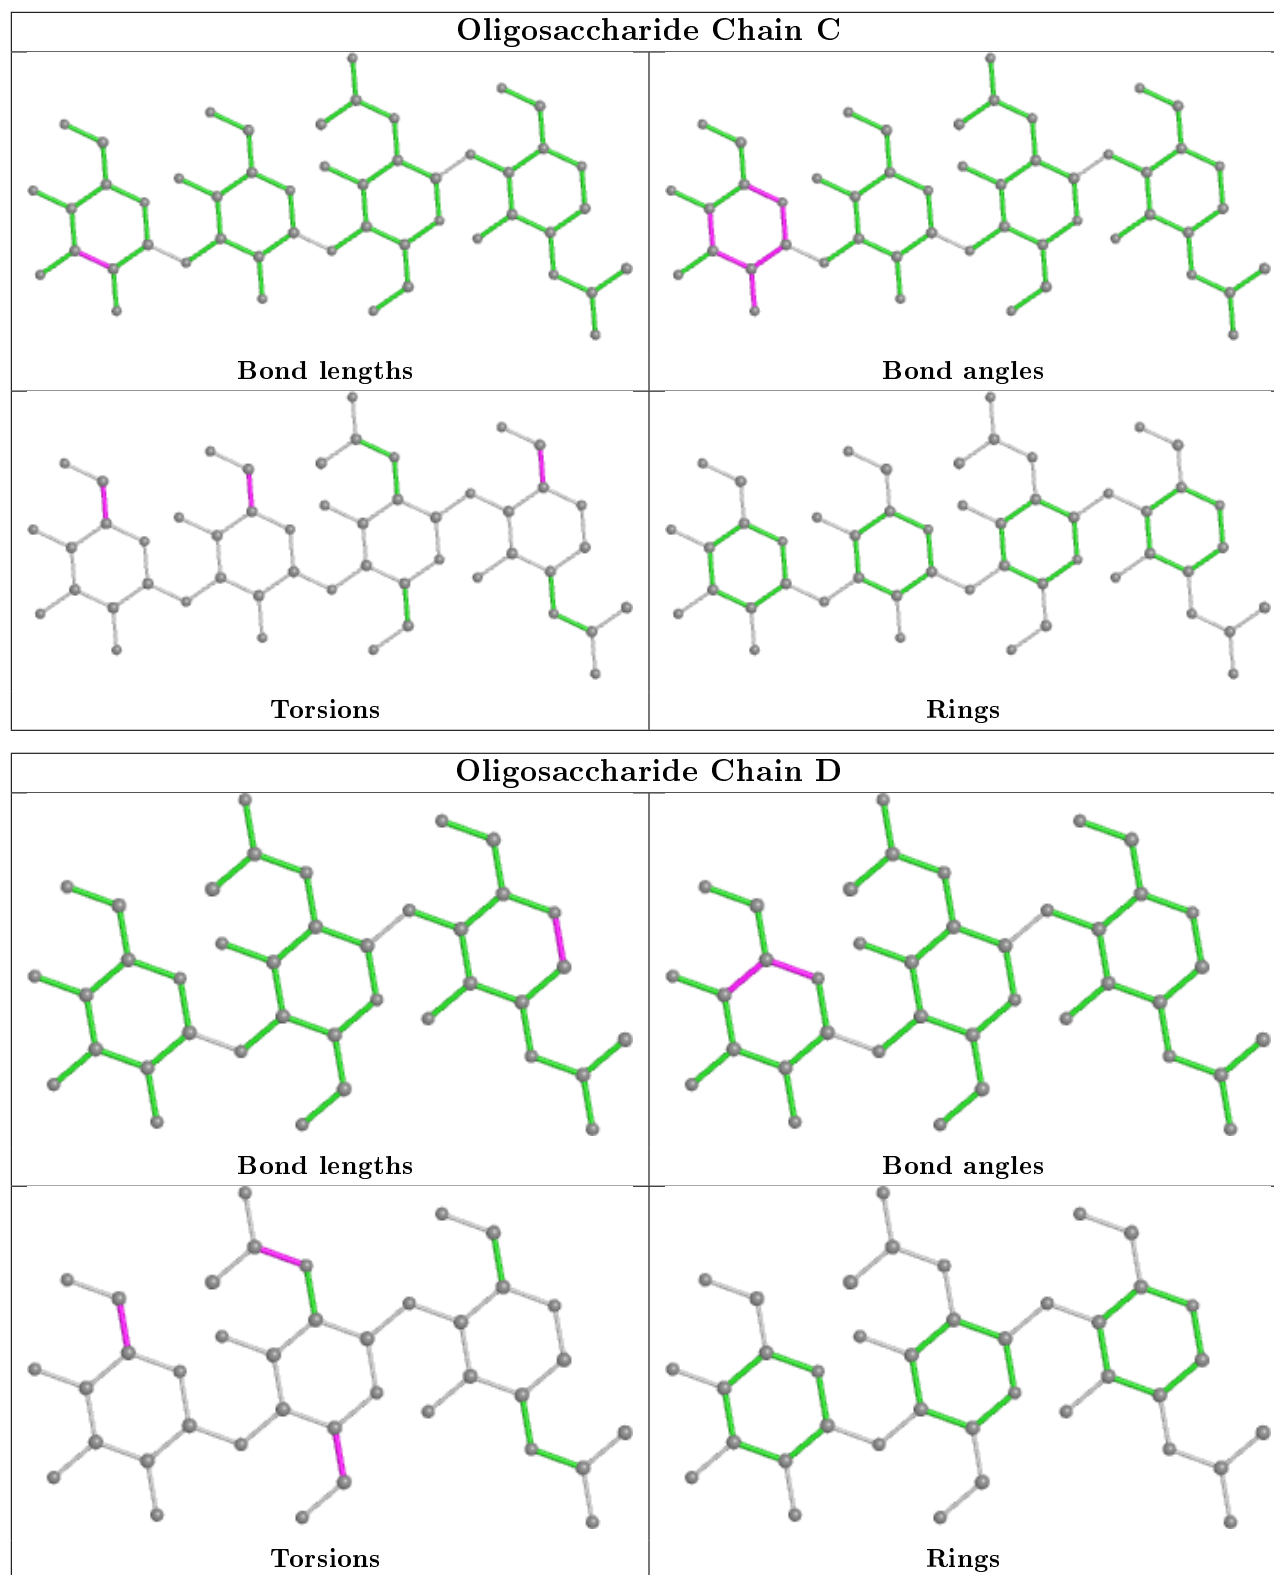 Oligosaccharide Chain C
Bond lengths
Bond angles
Torsions
Rings
Oligosaccharide Chain D
Bond lengths
Bond angles
Torsions
Rings